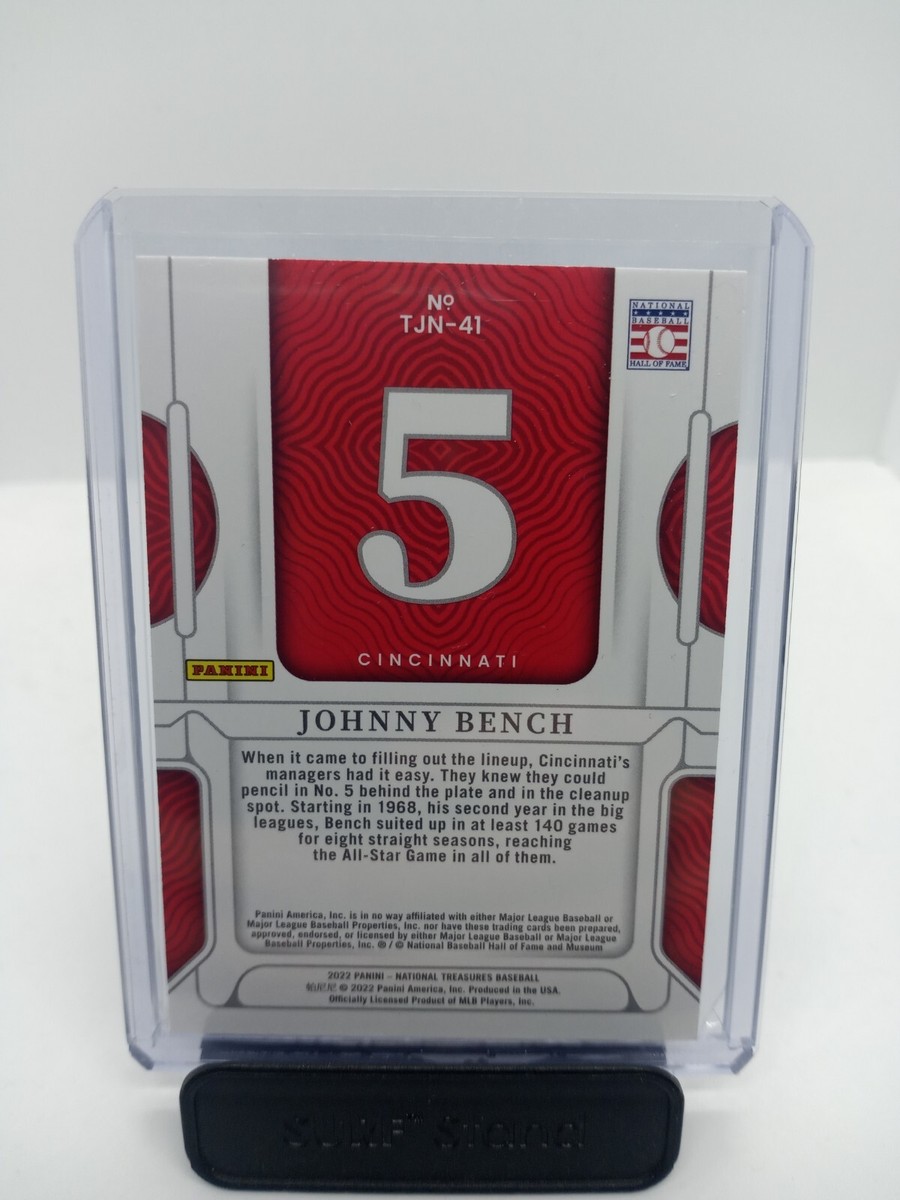 Nº
TJN-41
NATIONAL
BASEBALL
HALL OF FAME
5
CINCINNATI
PANINI
JOHNNY BENCH
When it came to filling out the lineup, Cincinnati's
managers had it easy. They knew they could
pencil in No. 5 behind the plate and in the cleanup
spot. Starting in 1968, his second year in the big
leagues, Bench suited up in at least 140 games
for eight straight seasons, reaching
the All-Star Game in all of them.
Panini America, Inc. is in no way affiliated with either Major League Baseball or
Major League Baseball Properties, Inc. nor have these trading cards been prepared,
approved, endorsed, or licensed by either Major League Baseball or Major League
Baseball Properties, Inc. ® / © National Baseball Hall of Fame and Museum
2022 PANINI – NATIONAL TREASURES BASEBALL
帕尼尼 © 2022 Panini America, Inc. Produced in the USA.
Officially Licensed Product of MLB Players, Inc.
SURF™ Stand